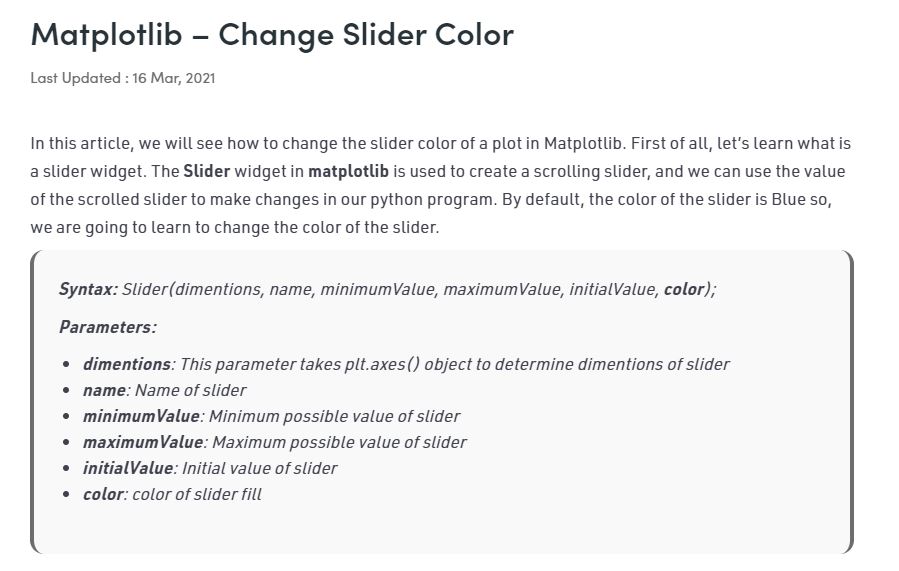 Matplotlib – Change Slider Color
Last Updated : 16 Mar, 2021
In this article, we will see how to change the slider color of a plot in Matplotlib. First of all, let’s learn what is
a slider widget. The Slider widget in matplotlib is used to create a scrolling slider, and we can use the value
of the scrolled slider to make changes in our python program. By default, the color of the slider is Blue so,
we are going to learn to change the color of the slider.
Syntax: Slider(dimentions, name, minimumValue, maximumValue, initialValue, color);
Parameters:
• dimentions: This parameter takes plt.axes() object to determine dimentions of slider
• name: Name of slider
• minimumValue: Minimum possible value of slider
• maximumValue: Maximum possible value of slider
• initialValue: Initial value of slider
• color: color of slider fill